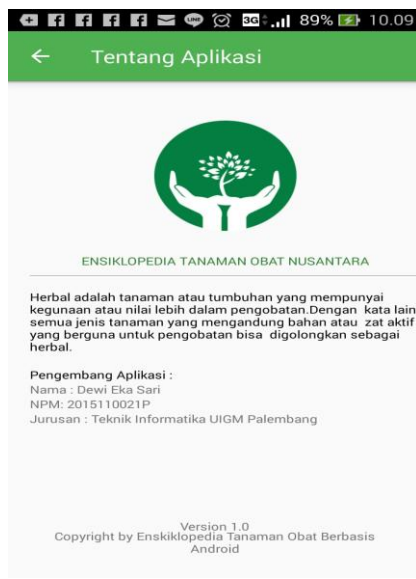 3G 89% 10.09
Tentang Aplikasi
ENSIKLOPEDIA TANAMAN OBAT NUSANTARA
Herbal adalah tanaman atau tumbuhan yang mempunyai
kegunaan atau nilai lebih dalam pengobatan.Dengan kata lain
semua jenis tanaman yang mengandung bahan atau zat aktif
yang berguna untuk pengobatan bisa digolongkan sebagai
herbal.
Pengembang Aplikasi :
Nama : Dewi Eka Sari
NPM: 2015110021P
Jurusan : Teknik Informatika UIGM Palembang
Version 1.0
Copyright by Enskiklopedia Tanaman Obat Berbasis
Android